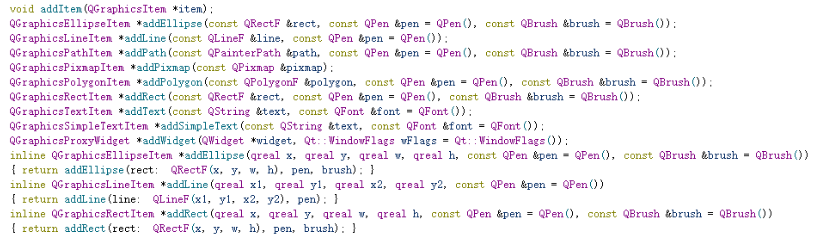 void addItem(QGraphicsItem *item);
QGraphicsEllipseItem *addEllipse(const QRectF &rect, const QPen &pen = QPen(), const QBrush &brush = QBrush());
QGraphicsLineItem *addLine(const QLineF &line, const QPen &pen = QPen());
QGraphicsPathItem *addPath(const QPainterPath &path, const QPen &pen = QPen(), const QBrush &brush = QBrush());
QGraphicsPixmapItem *addPixmap(const QPixmap &pixmap);
QGraphicsPolygonItem *addPolygon(const QPolygonF &polygon, const QPen &pen = QPen(), const QBrush &brush = QBrush());
QGraphicsRectItem *addRect(const QRectF &rect, const QPen &pen = QPen(), const QBrush &brush = QBrush());
QGraphicsTextItem *addText(const QString &text, const QFont &font = QFont());
QGraphicsSimpleTextItem *addSimpleText(const QString &text, const QFont &font = QFont());
QGraphicsProxyWidget *addWidget(QWidget *widget, Qt::WindowFlags wFlags = Qt::WindowFlags());
inline QGraphicsEllipseItem *addEllipse(qreal x, qreal y, qreal w, qreal h, const QPen &pen = QPen(), const QBrush &brush = QBrush())
{ return addEllipse(rect: QRectF(x, y, w, h), pen, brush); }
inline QGraphicsLineItem *addLine(qreal x1, qreal y1, qreal x2, qreal y2, const QPen &pen = QPen())
{ return addLine(line: QLineF(x1, y1, x2, y2), pen); }
inline QGraphicsRectItem *addRect(qreal x, qreal y, qreal w, qreal h, const QPen &pen = QPen(), const QBrush &brush = QBrush())
{ return addRect(rect: QRectF(x, y, w, h), pen, brush); }